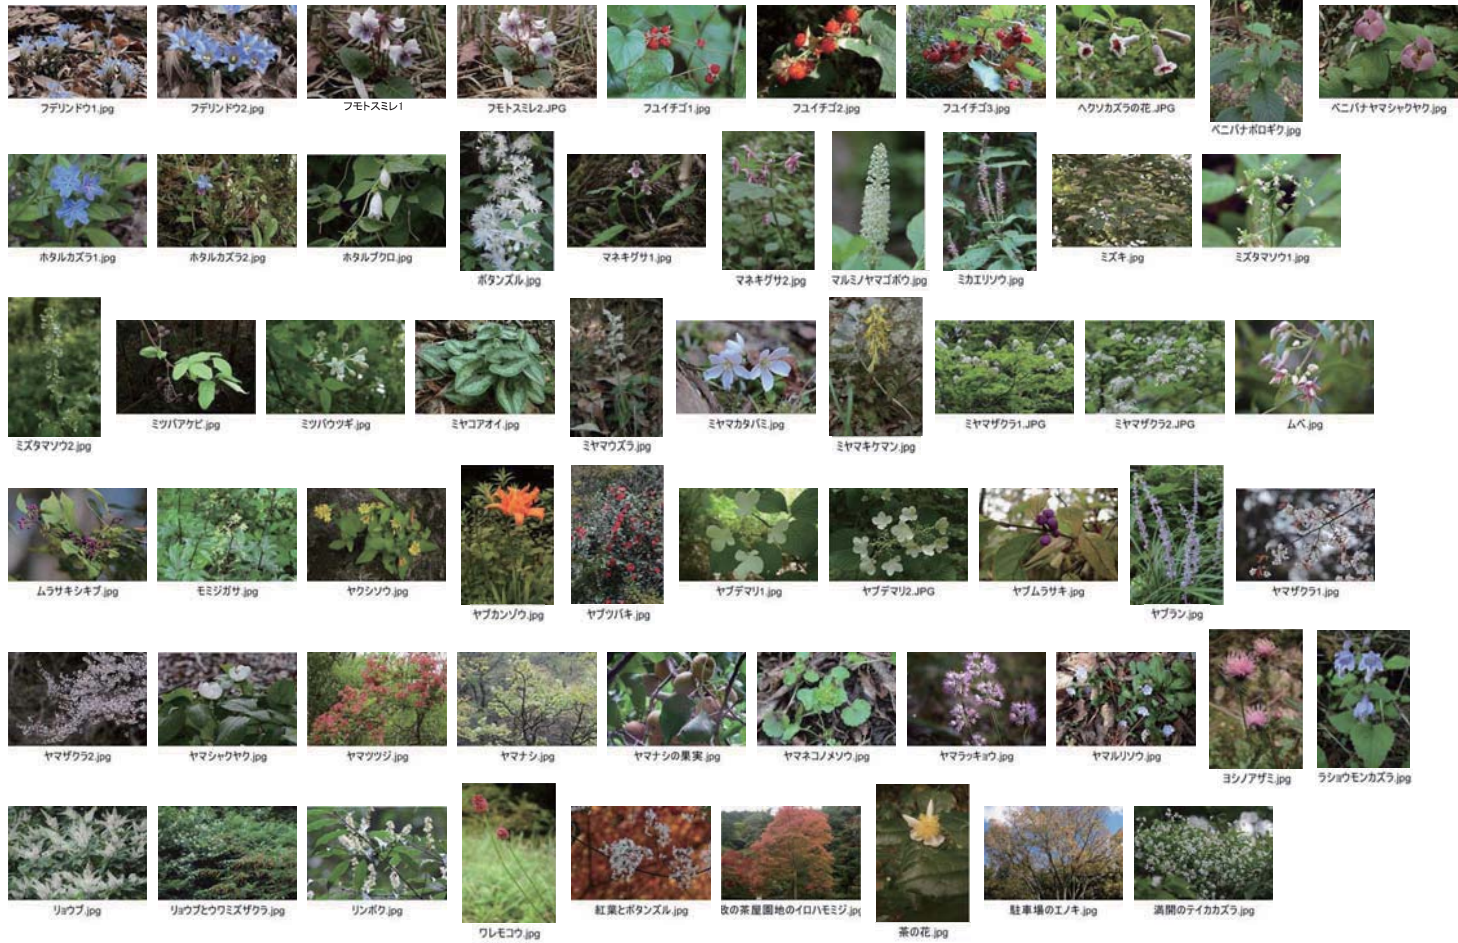 フデリンドウ1.jpg
フデリンドウ2.jpg
フモトスミレ1
フモトスミレ2.JPG
フユイチゴ1.jpg
フユイチゴ2.jpg
フユイチゴ3.jpg
ヘクソカズラの花.JPG
ベニバナボロギク.jpg
ベニバナヤマシャクヤク.jpg
ホタルカズラ1.jpg
ホタルカズラ2.jpg
ホタルブクロ.jpg
ボタンヅル.jpg
マネキグサ1.jpg
マネキグサ2.jpg
マルミノヤマゴボウ.jpg
ミカエリソウ.jpg
ミズキ.jpg
ミズタマソウ1.jpg
ミズタマソウ2.jpg
ミツバアケビ.jpg
ミツバウツギ.jpg
ミヤコアオイ.jpg
ミヤマウズラ.jpg
ミヤマカタバミ.jpg
ミヤマキケマン.jpg
ミヤマザクラ1.JPG
ミヤマザクラ2.JPG
ムベ.jpg
ムラサキシキブ.jpg
モミジガサ.jpg
ヤクシソウ.jpg
ヤブカンゾウ.jpg
ヤブツバキ.jpg
ヤブデマリ1.jpg
ヤブデマリ2.JPG
ヤブムラサキ.jpg
ヤブラン.jpg
ヤマザクラ1.jpg
ヤマザクラ2.jpg
ヤマシャクヤク.jpg
ヤマツツジ.jpg
ヤマナシ.jpg
ヤマナシの果実.jpg
ヤマネコノメソウ.jpg
ヤマラッキョウ.jpg
ヤマルリソウ.jpg
ヨシノアザミ.jpg
ラショウモンカズラ.jpg
リョウブ.jpg
リョウブとウワミズザクラ.jpg
リンボク.jpg
ワレモコウ.jpg
紅葉とボタンズル.jpg
の茶屋園地のイロハモミジ.jpg
茶の花.jpg
駐車場のエノキ.jpg
満開のテイカカズラ.jpg